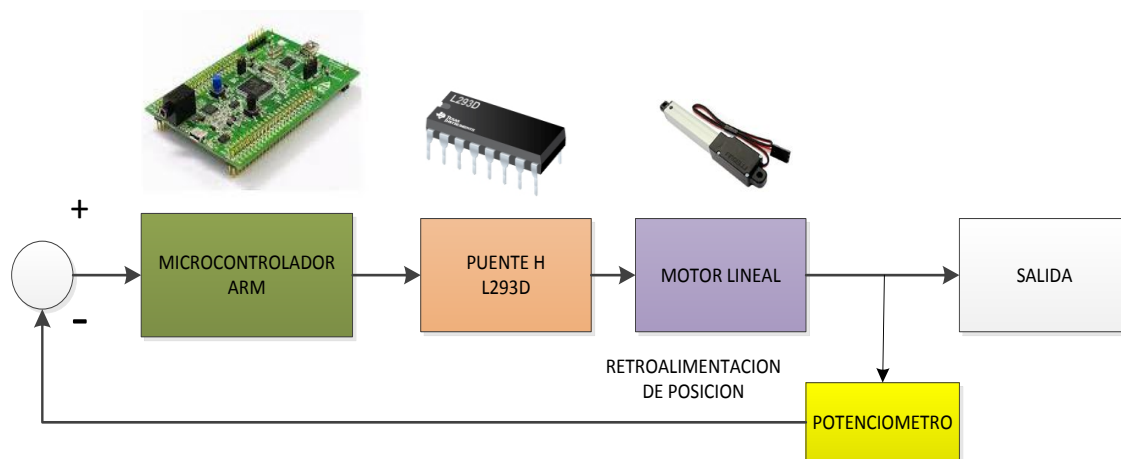 L293D
+
MICROCONTROLADOR
ARM
PUENTE H
L293D
MOTOR LINEAL
SALIDA
-
RETROALIMENTACION
DE POSICION
POTENCIOMETRO